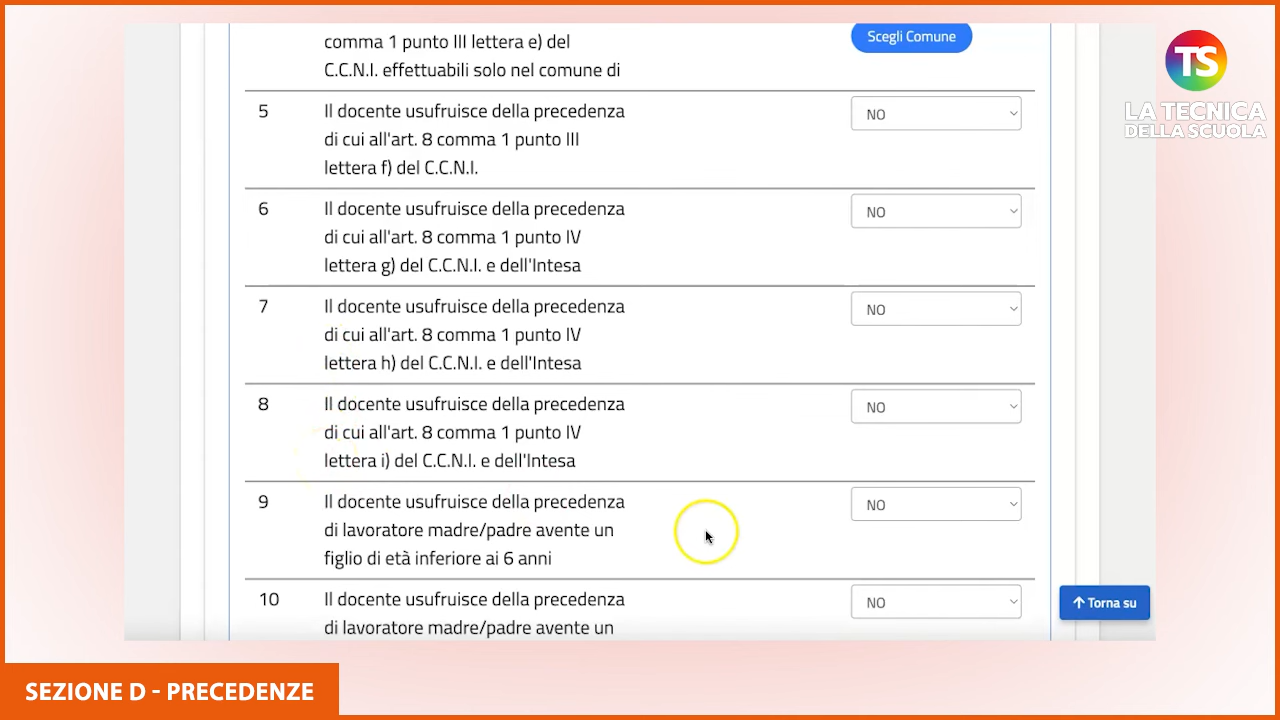 comma 1 punto III lettera e) del
C.C.N.I. effettuabili solo nel comune di
Scegli Comune
TS
LA TECNICA
DELLA SCUOLA
5
Il docente usufruisce della precedenza
di cui all'art. 8 comma 1 punto III
lettera f) del C.C.N.I.
NO
6
Il docente usufruisce della precedenza
di cui all'art. 8 comma 1 punto IV
lettera g) del C.C.N.I. e dell'Intesa
NO
7
Il docente usufruisce della precedenza
di cui all'art. 8 comma 1 punto IV
lettera h) del C.C.N.I. e dell'Intesa
NO
8
Il docente usufruisce della precedenza
di cui all'art. 8 comma 1 punto IV
lettera i) del C.C.N.I. e dell'Intesa
NO
9
Il docente usufruisce della precedenza
di lavoratore madre/padre avente un
figlio di età inferiore ai 6 anni
NO
10
Il docente usufruisce della precedenza
di lavoratore madre/padre avente un
NO
Torna su
SEZIONE D - PRECEDENZE